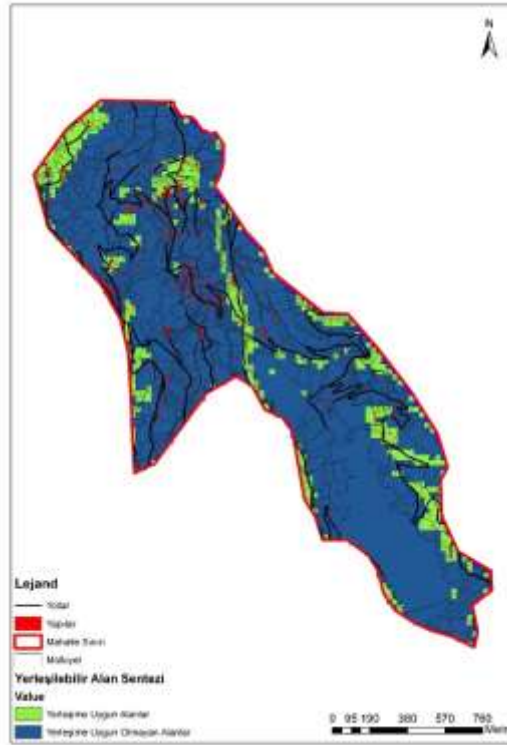 N
Lejand
Yollar
Yapılar
Mahalle Sınırı
Mülkiyet
Yerleşilebilir Alan Sentezi
Value
Yerleşime Uygun Alanlar
Yerleşime Uygun Olmayan Alanlar
0 95 190 380 570 760